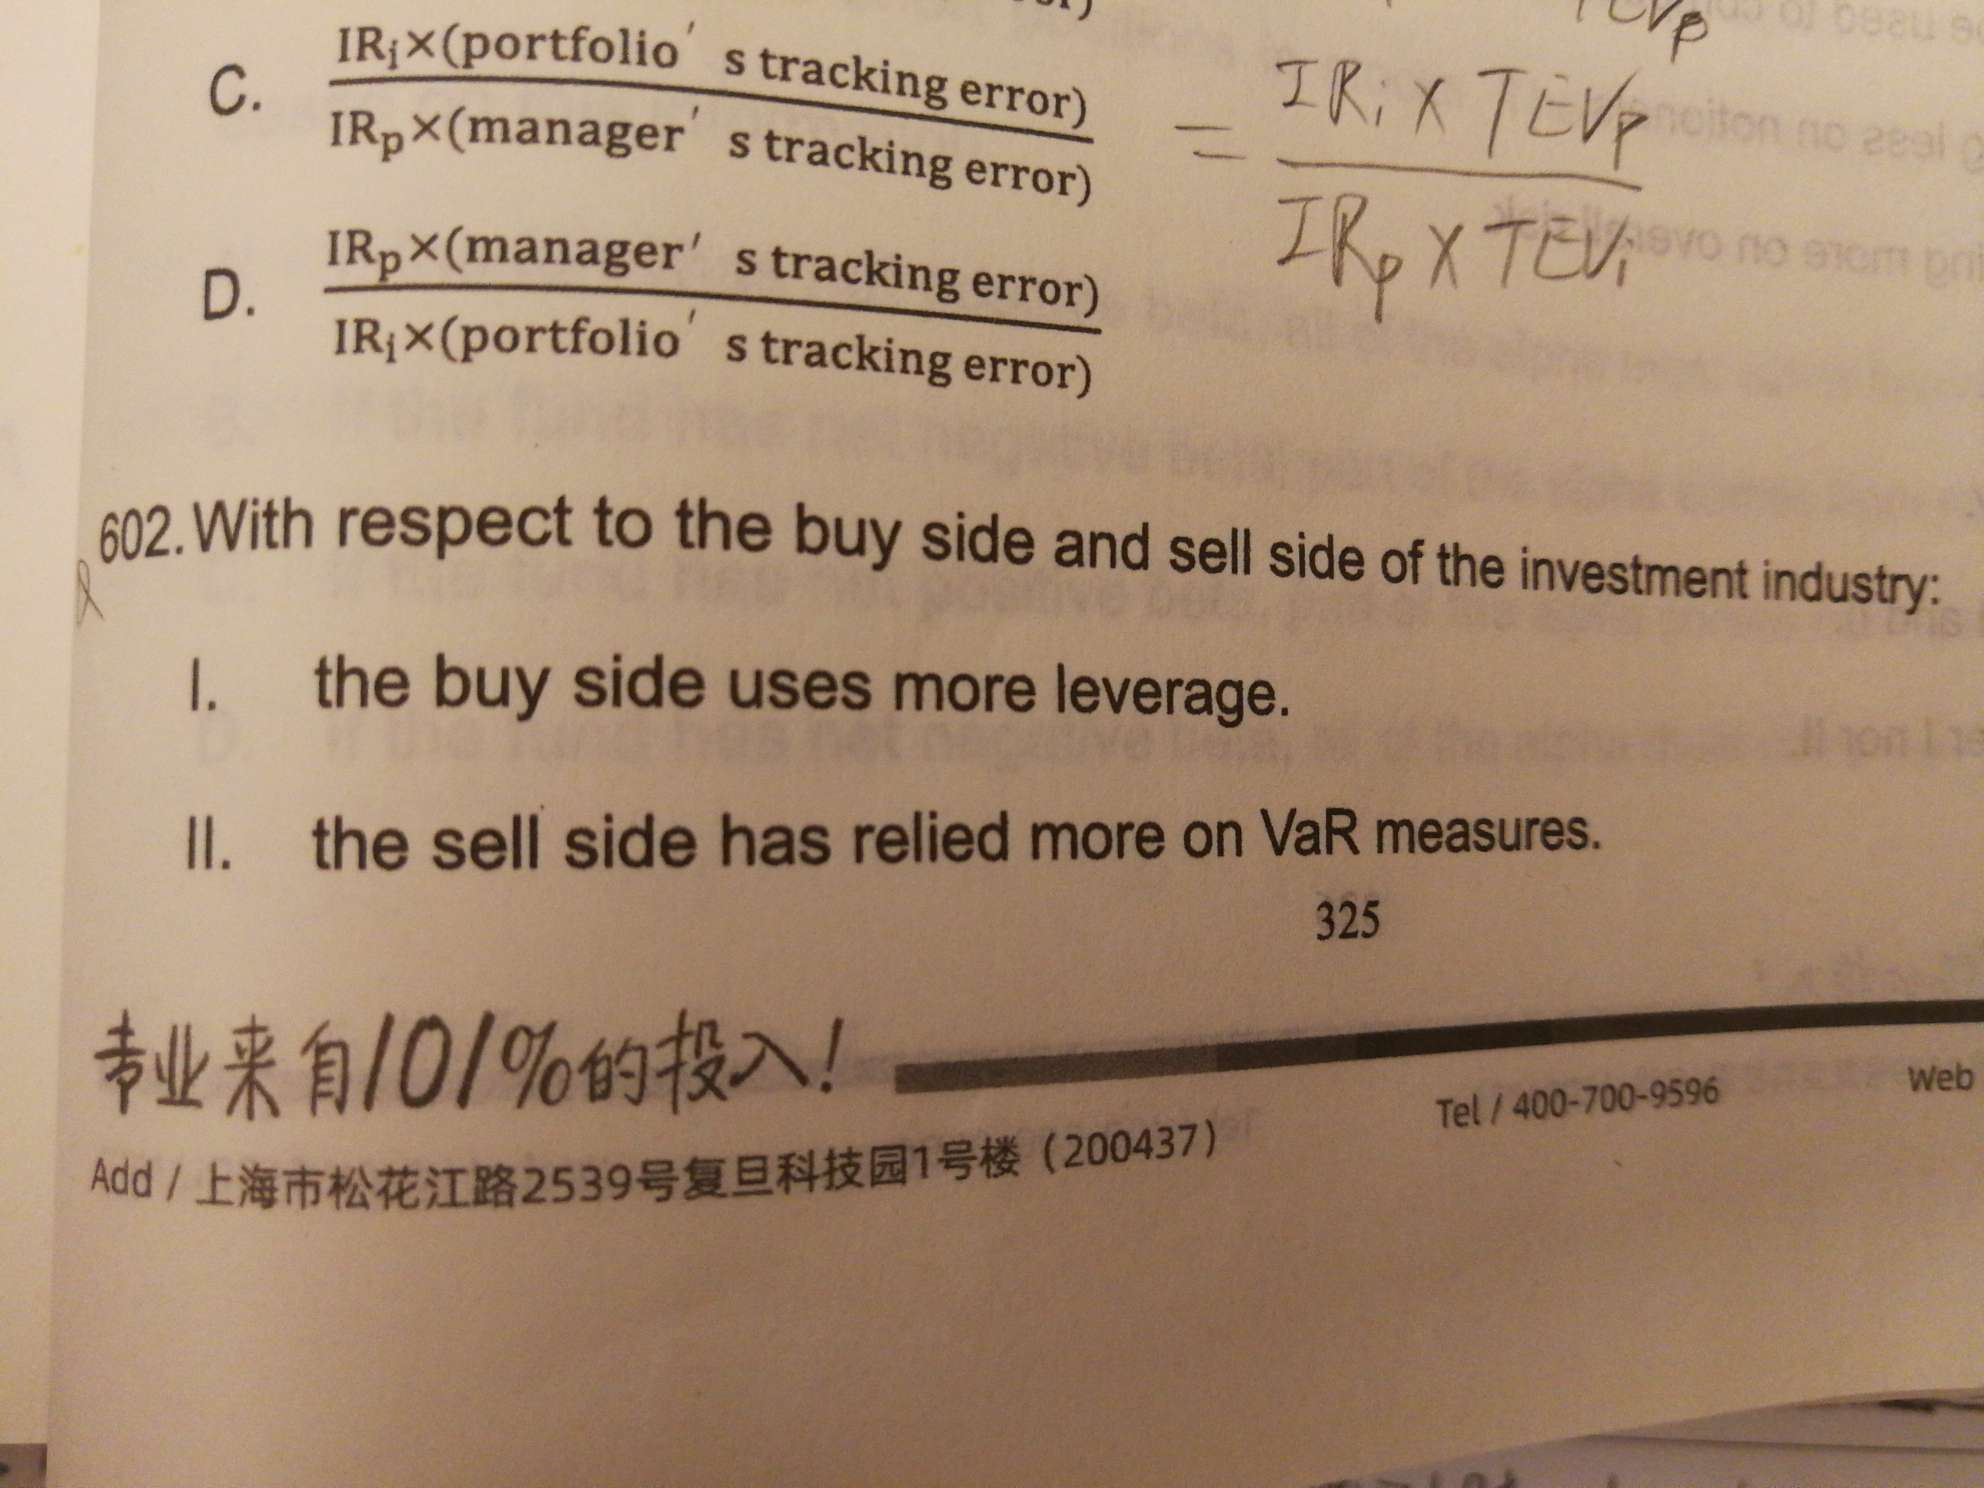 C. IRᵢ×(portfolio's tracking error) / IRₚ×(manager's tracking error) = IRᵢ × TEVₚ / IRₚ × TEVᵢ
D. IRₚ×(manager's tracking error) / IRᵢ×(portfolio's tracking error)
602. With respect to the buy side and sell side of the investment industry:
I. the buy side uses more leverage.
II. the sell side has relied more on VaR measures.
325
专业来自101%的投入!
Tel / 400-700-9596
Web
Add / 上海市松花江路2539号复旦科技园1号楼（200437）